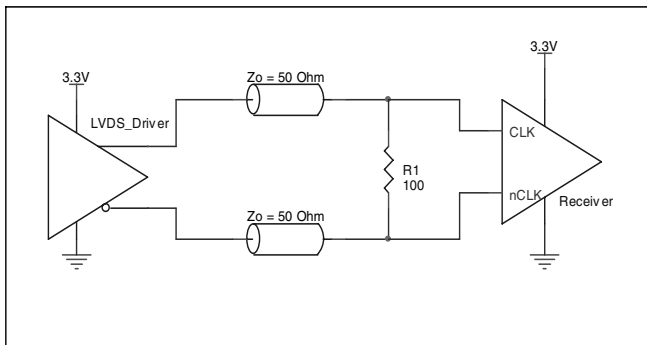 Zo = 50 Ohm
3.3V
3.3V
LVDS_Driver
CLK
R1
100
nCLK
Receiver
Zo = 50 Ohm